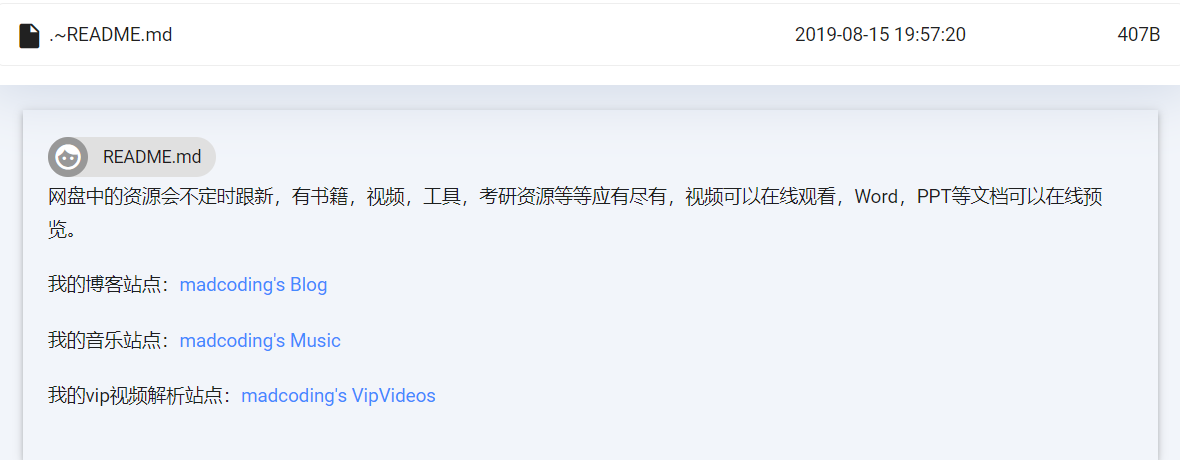 .~README.md 2019-08-15 19:57:20 407B
README.md
网盘中的资源会不定时跟新，有书籍，视频，工具，考研资源等等应有尽有，视频可以在线观看，Word，PPT等文档可以在线预
览。
我的博客站点：madcoding's Blog
我的音乐站点：madcoding's Music
我的vip视频解析站点：madcoding's VipVideos